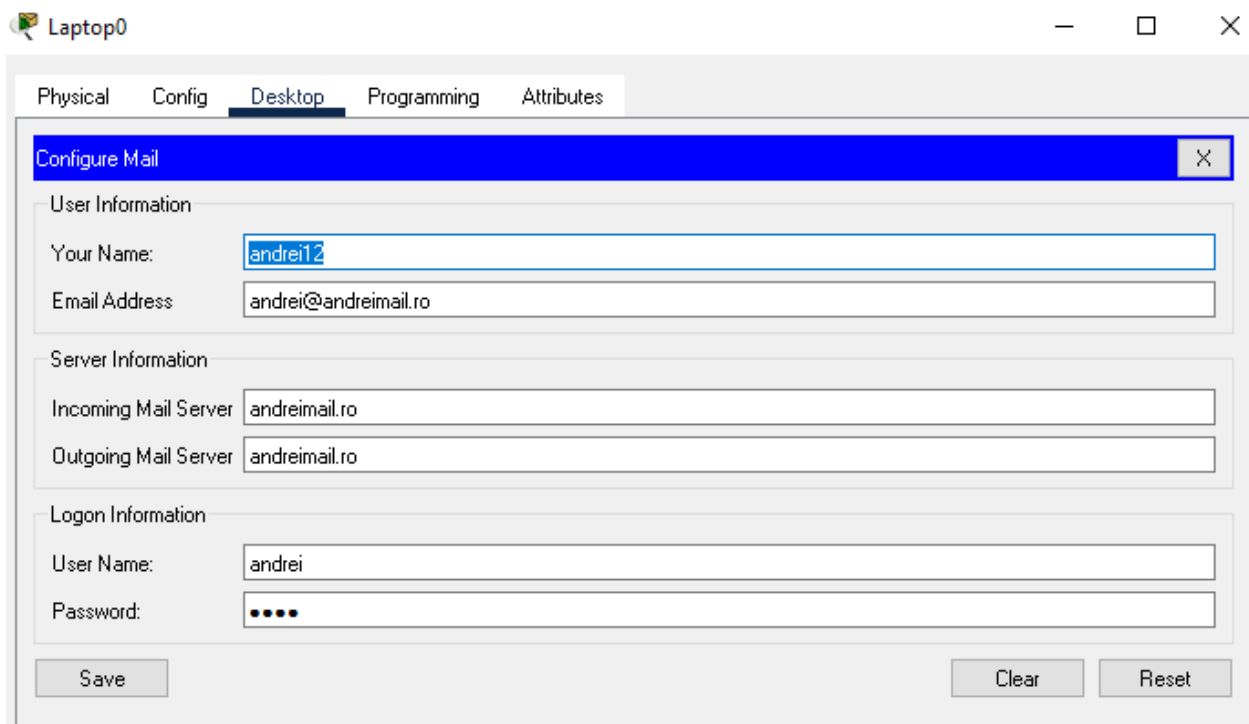 Laptop0
Physical Config Desktop Programming Attributes
Configure Mail X
User Information
Your Name: andrei12
Email Address andrei@andreimail.ro
Server Information
Incoming Mail Server andreimail.ro
Outgoing Mail Server andreimail.ro
Logon Information
User Name: andrei
Password: ••••
Save Clear Reset